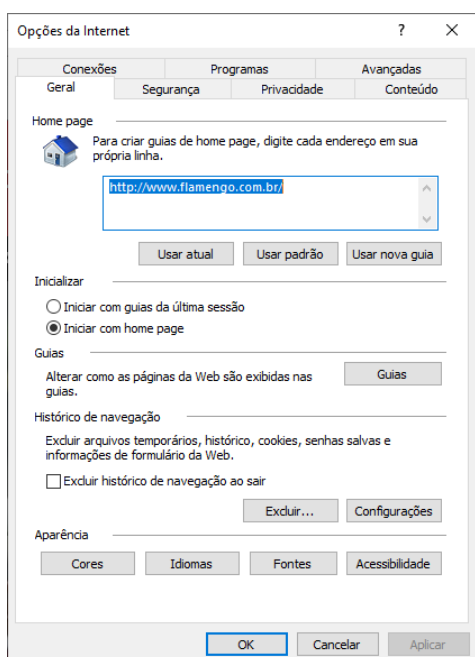 Opções da Internet ? ×
Conexões Programas Avançadas
Geral Segurança Privacidade Conteúdo
Home page
Para criar guias de home page, digite cada endereço em sua
própria linha.
http://www.flamengo.com.br/
Usar atual Usar padrão Usar nova guia
Inicializar
Iniciar com guias da última sessão
Iniciar com home page
Guias
Alterar como as páginas da Web são exibidas nas
guias.
Guias
Histórico de navegação
Excluir arquivos temporários, histórico, cookies, senhas salvas e
informações de formulário da Web.
Excluir histórico de navegação ao sair
Excluir... Configurações
Aparência
Cores Idiomas Fontes Acessibilidade
OK Cancelar Aplicar